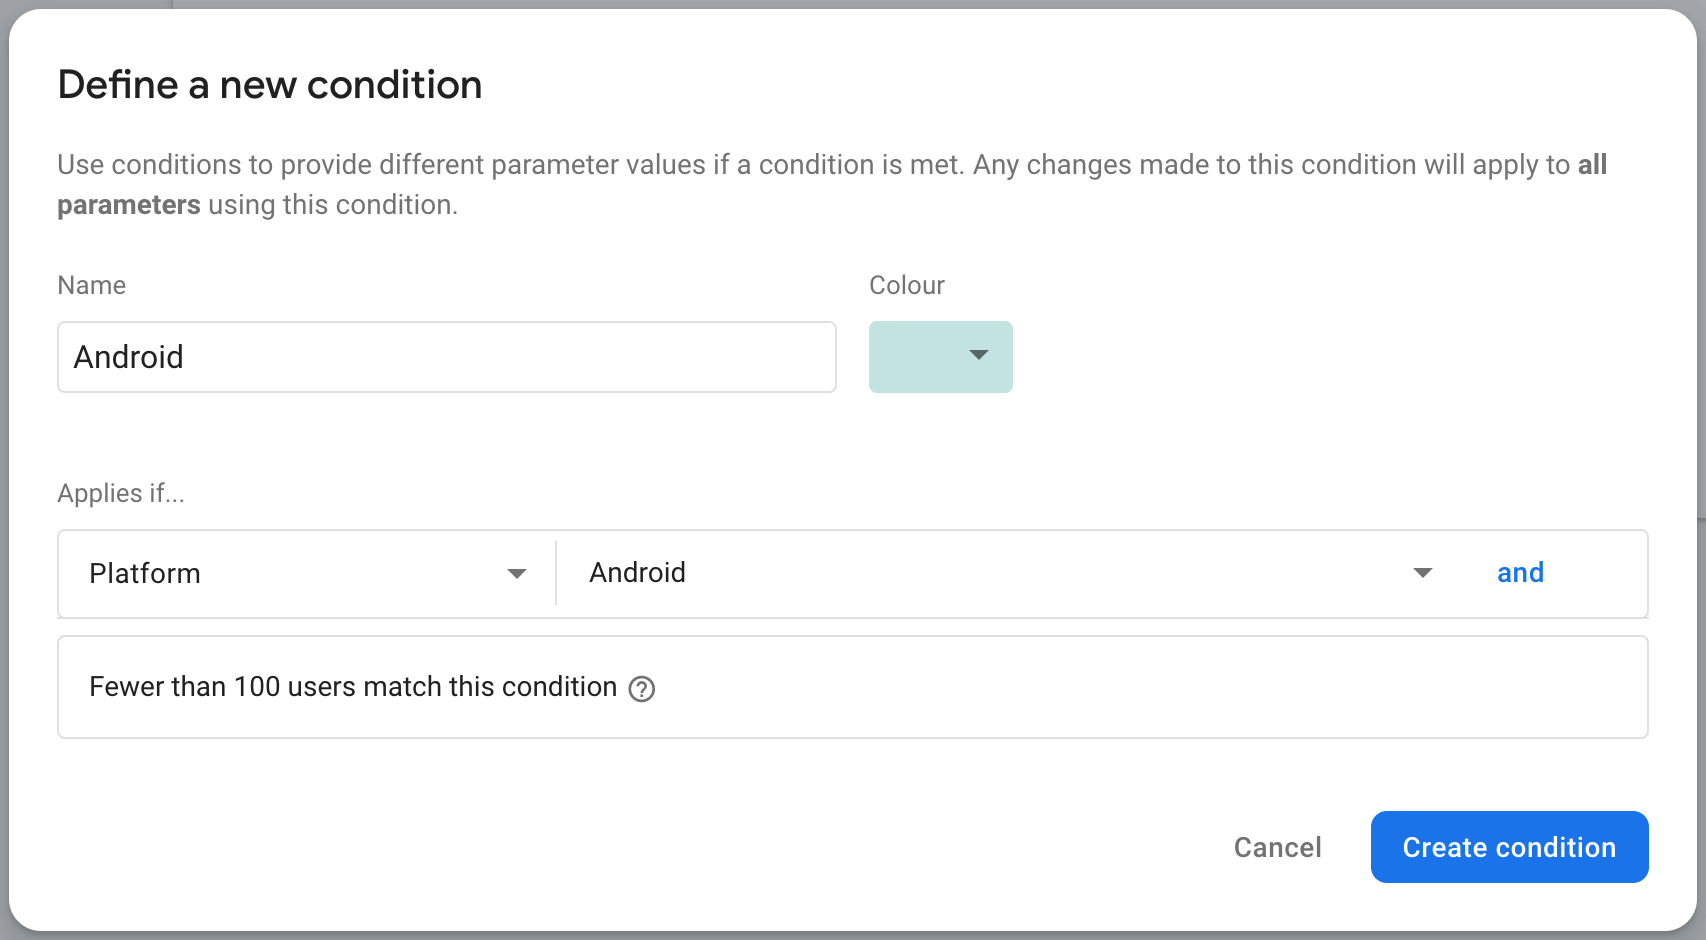 Define a new condition
Use conditions to provide different parameter values if a condition is met. Any changes made to this condition will apply to all
parameters using this condition.
Name
Colour
Android
Applies if...
Platform
Android
and
Fewer than 100 users match this condition ?
Cancel
Create condition